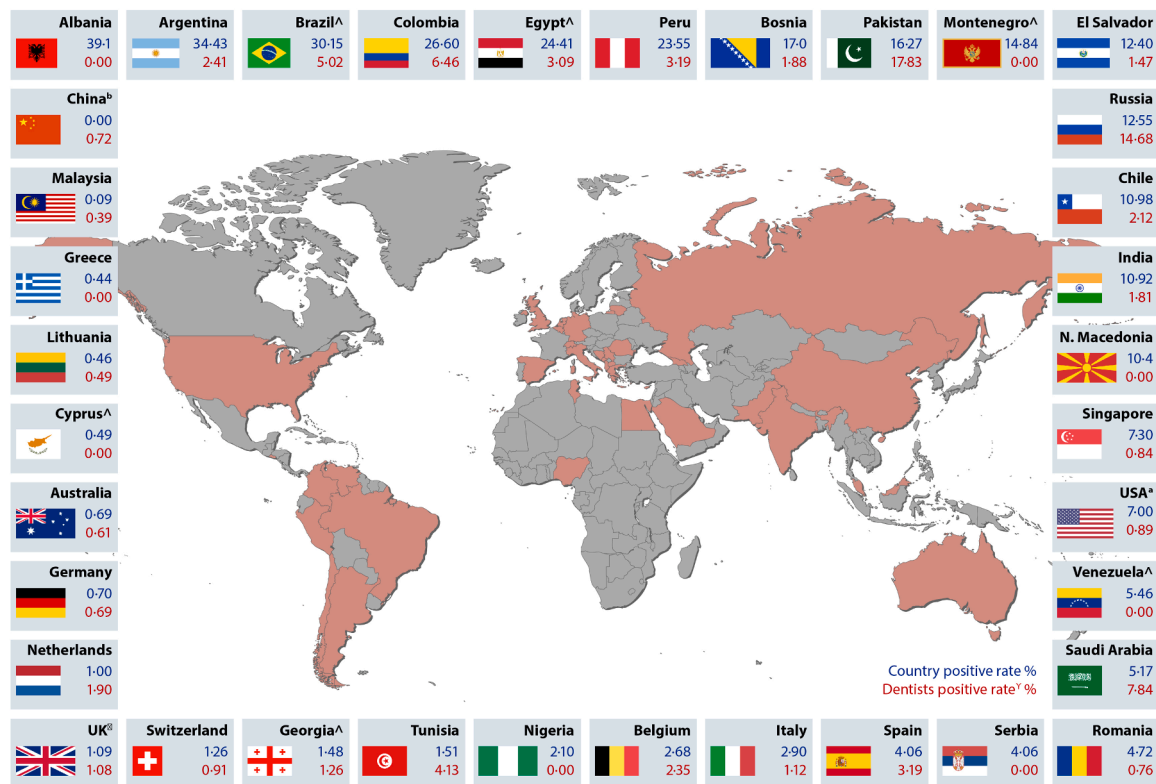 Albania
39·1
0·00
Argentina
34·43
2·41
Brazil^
30·15
5·02
Colombia
26·60
6·46
Egypt^
24·41
3·09
Peru
23·55
3·19
Bosnia
17·0
1·88
Pakistan
16·27
17·83
Montenegro^
14·84
0·00
El Salvador
12·40
1·47
Chinaᵇ
0·00
0·72
Russia
12·55
14·68
Malaysia
0·09
0·39
Chile
10·98
2·12
Greece
0·44
0·00
India
10·92
1·81
Lithuania
0·46
0·49
N. Macedonia
10·4
0·00
Cyprus^
0·49
0·00
Singapore
7·30
0·84
Australia
0·69
0·61
USAᵃ
7·00
0·89
Germany
0·70
0·69
Venezuela^
5·46
0·00
Netherlands
1·00
1·90
Saudi Arabia
5·17
7·84
Country positive rate %
Dentists positive rateʸ %
UK
1·09
1·08
Switzerland
1·26
0·91
Georgia^
1·48
1·26
Tunisia
1·51
4·13
Nigeria
2·10
0·00
Belgium
2·68
2·35
Italy
2·90
1·12
Spain
4·06
3·19
Serbia
4·06
0·00
Romania
4·72
0·76